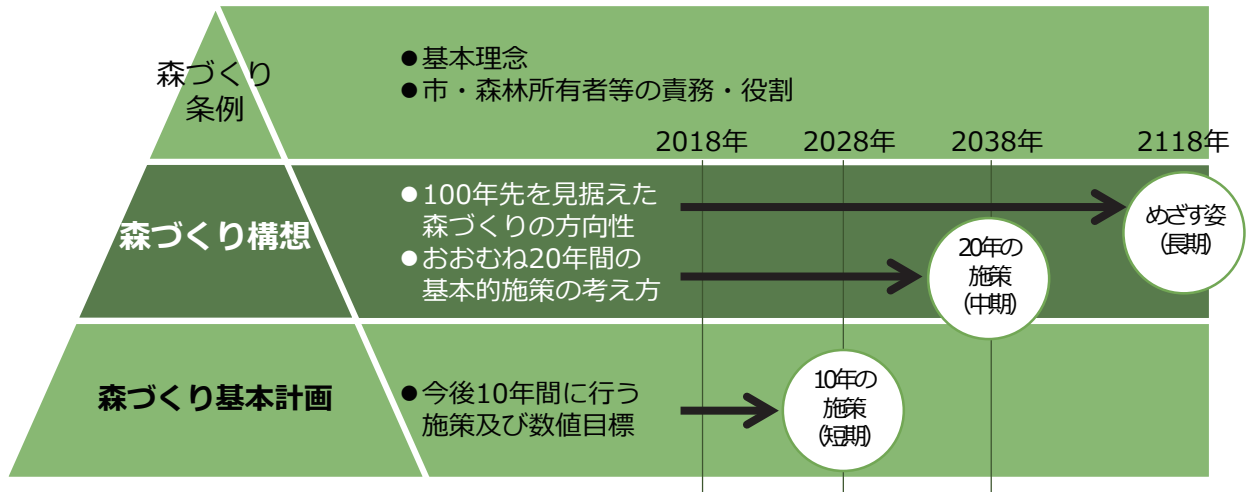 森づくり
条例
●基本理念
●市・森林所有者等の責務・役割
2018年 2028年 2038年 2118年
森づくり構想
●100年先を見据えた
森づくりの方向性
●おおむね20年間の
基本的施策の考え方
めざす姿
(長期)
20年の
施策
(中期)
森づくり基本計画
●今後10年間に行う
施策及び数値目標
10年の
施策
(短期)